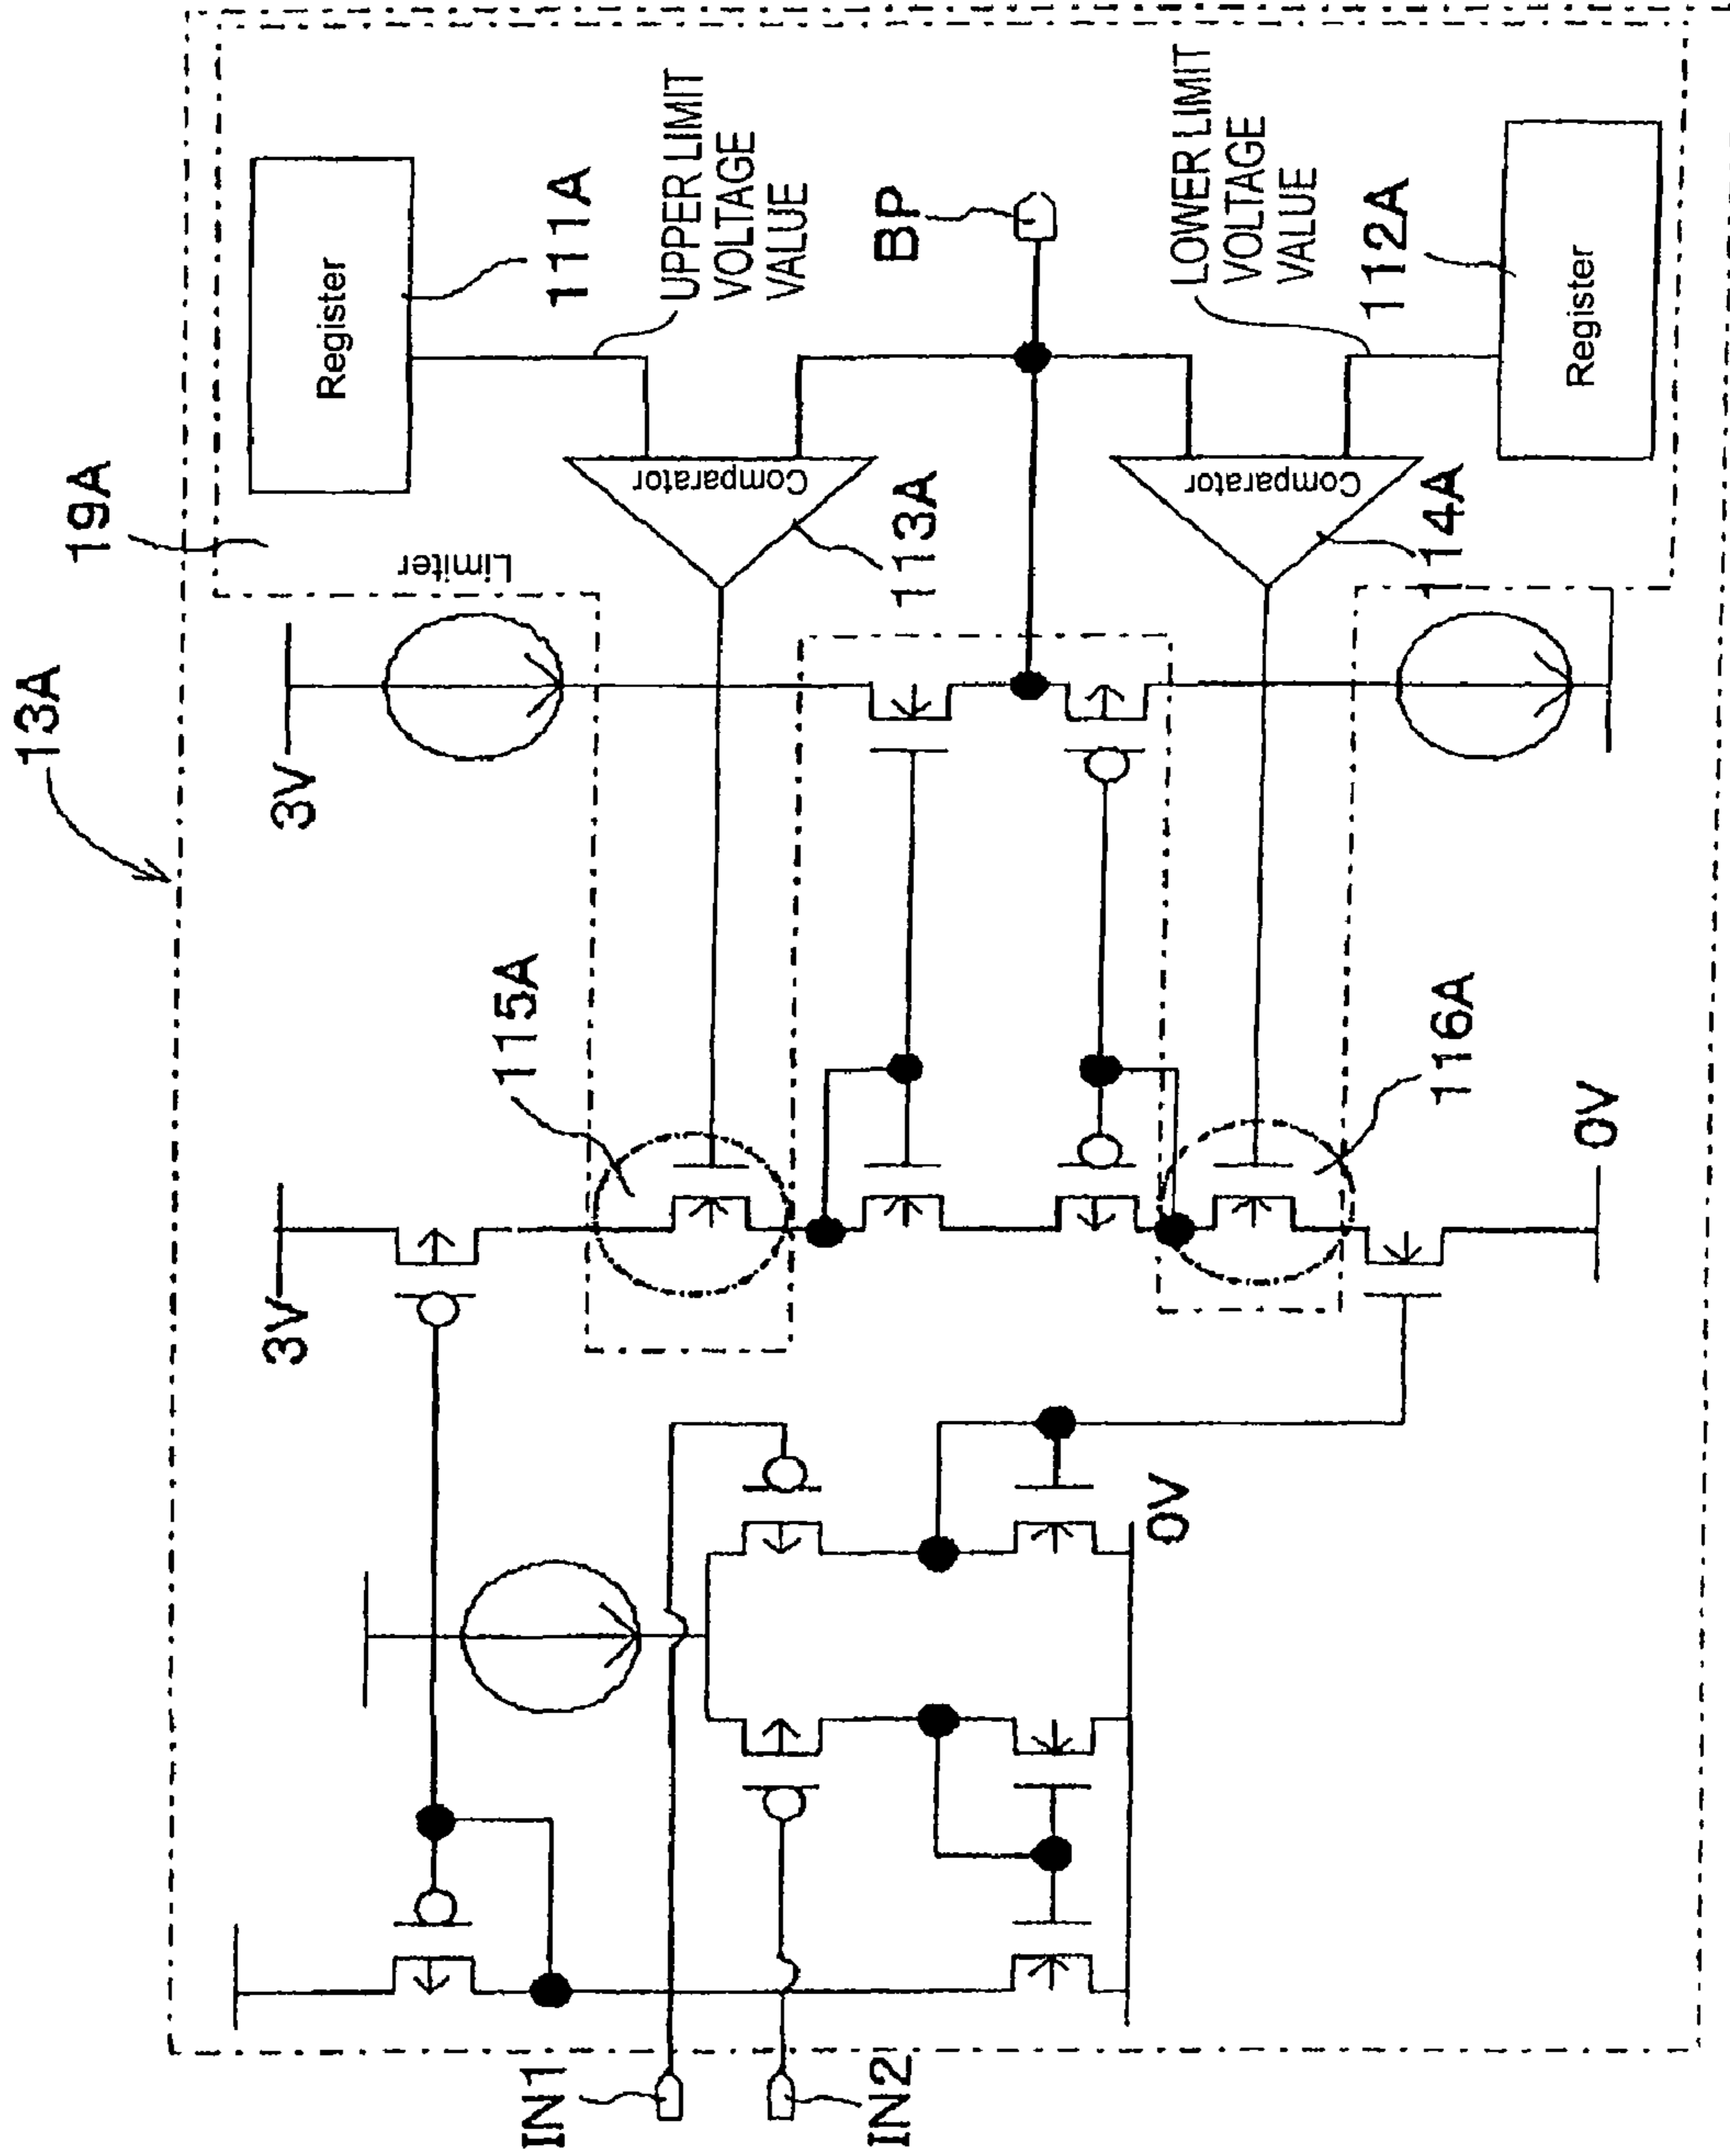 13A
19A
3V
3V
Limiter
Register
111A
UPPER LIMIT
VOLTAGE
VALUE
115A
Comparator
113A
BP
IN1
IN2
0V
LOWER LIMIT
VOLTAGE
VALUE
Comparator
114A
112A
Register
116A
0V